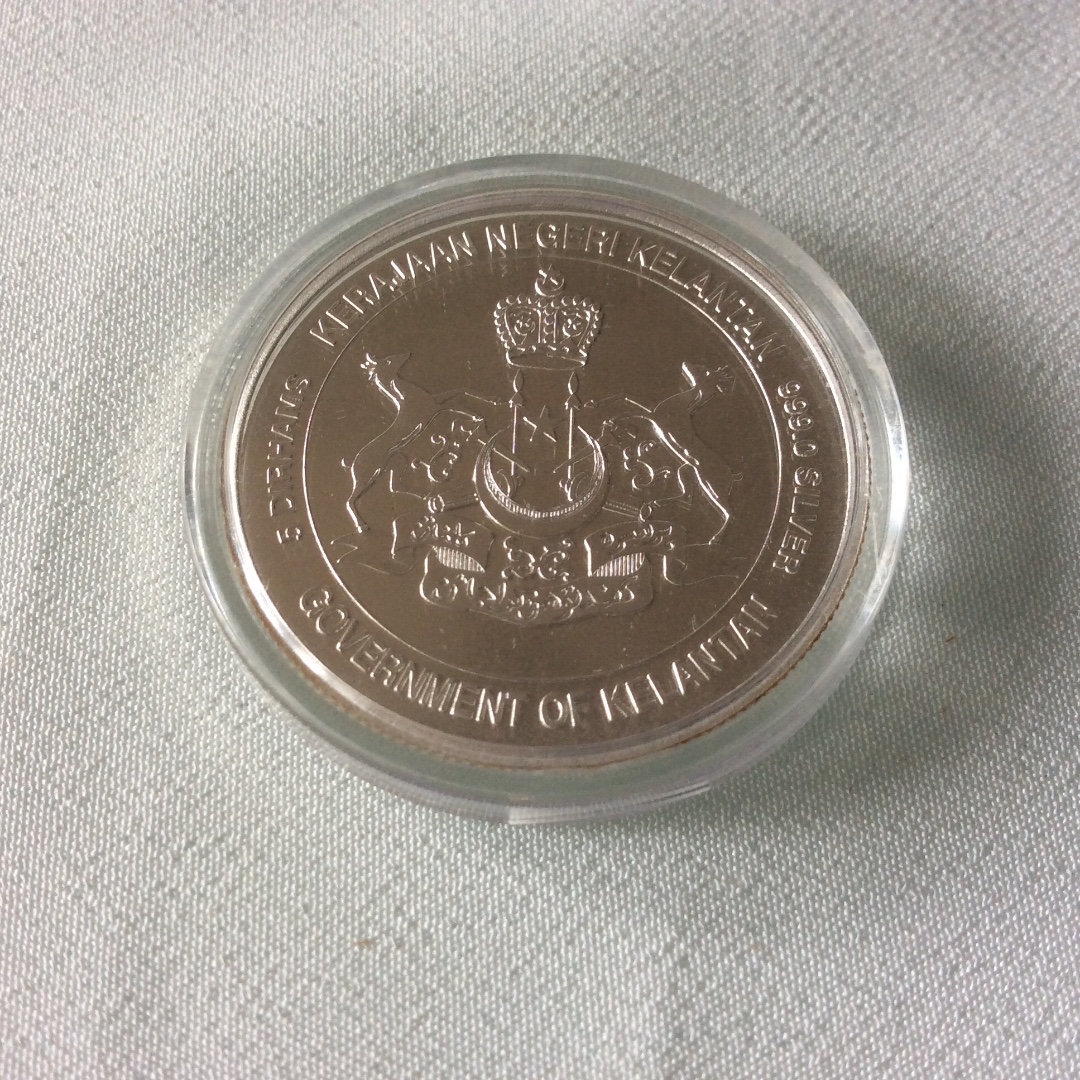 KERAJAAN NEGERI KELANTAN
5 DIRHAMS
999.0 SILVER
GOVERNMENT OF KELANTAN